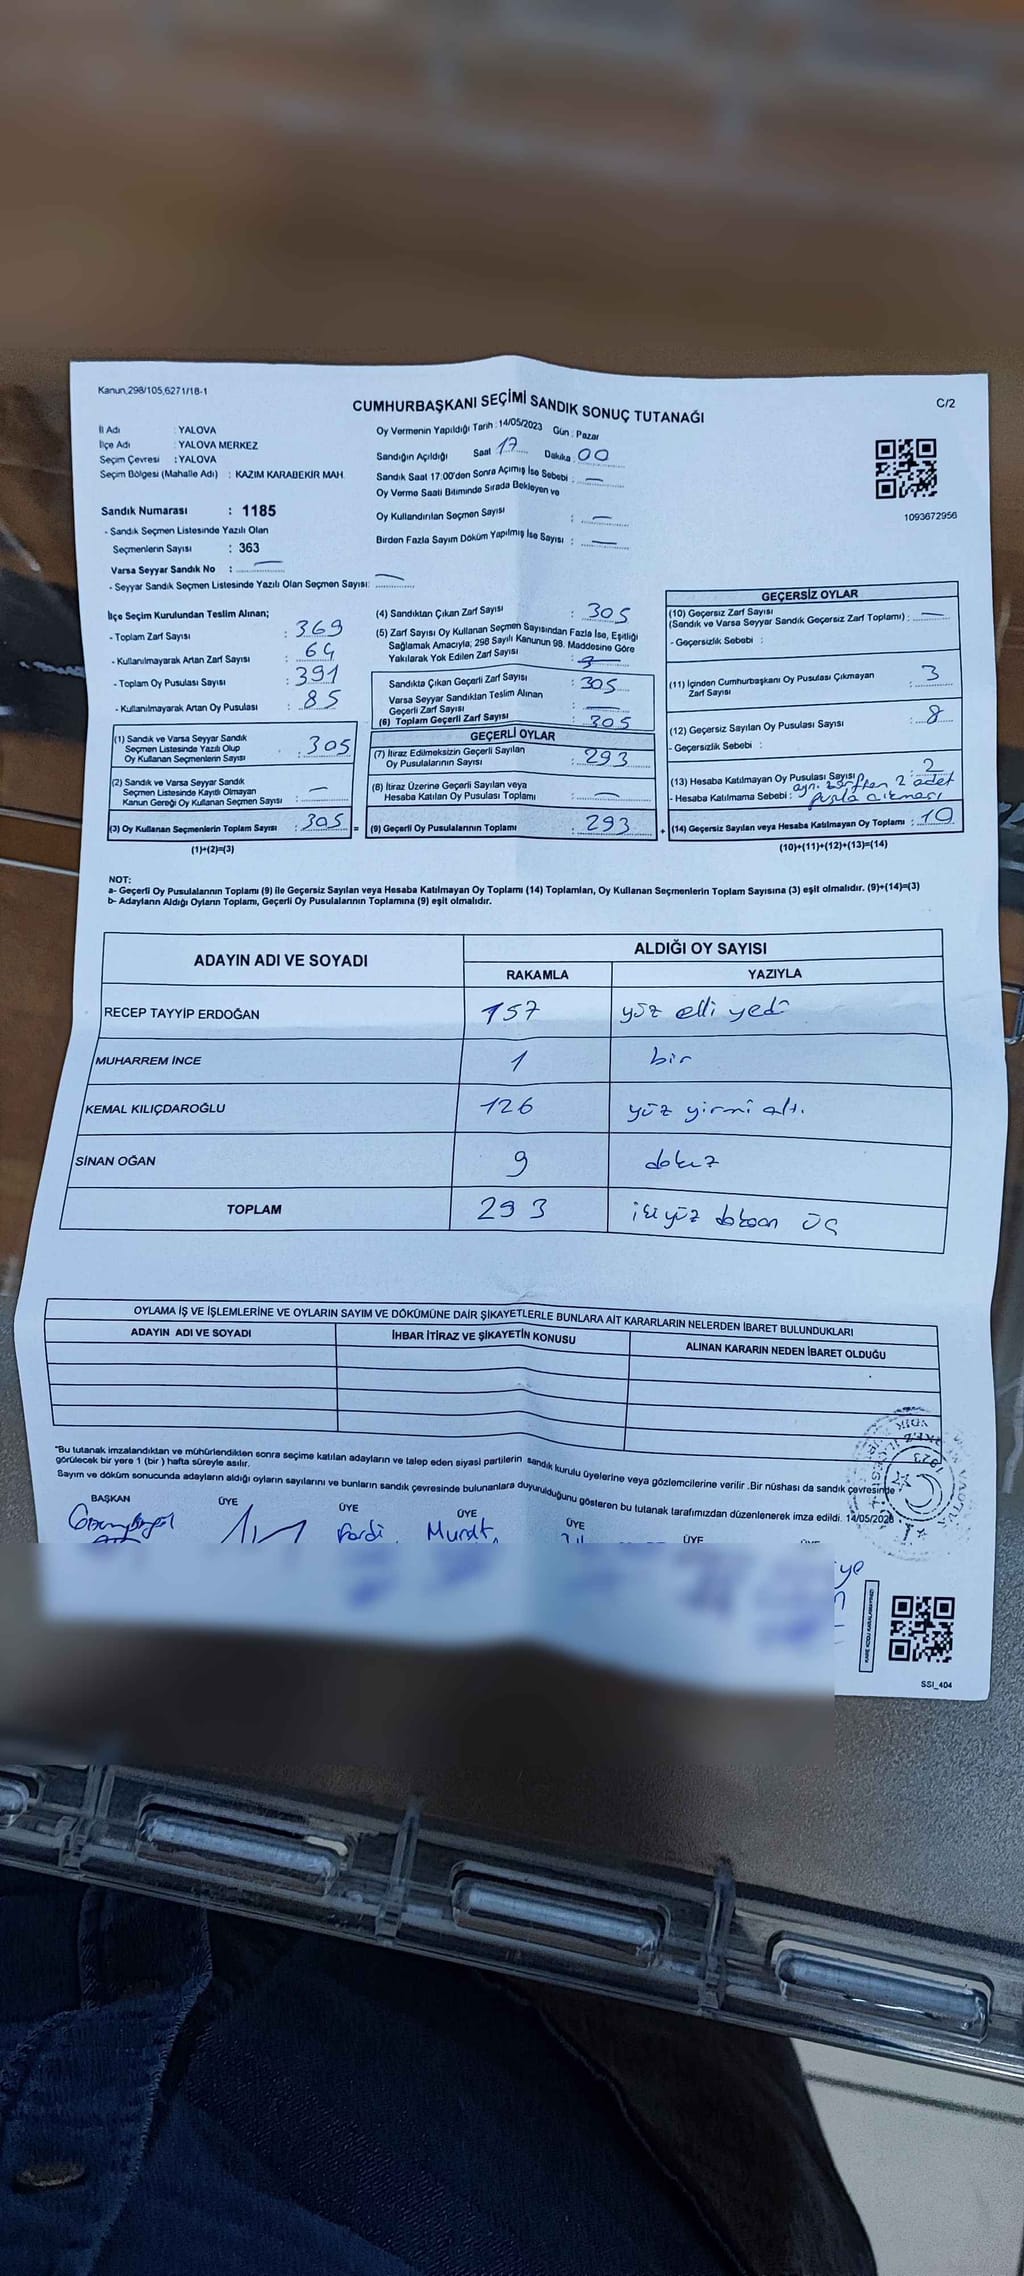 Kanun,298/105,6271/18-1
CUMHURBAŞKANI SEÇİMİ SANDIK SONUÇ TUTANAĞI
C/2
İl Adı : YALOVA
İlçe Adı : YALOVA MERKEZ
Seçim Çevresi : YALOVA
Seçim Bölgesi (Mahalle Adı) : KAZIM KARABEKİR MAH.
Sandık Numarası : 1185
- Sandık Seçmen Listesinde Yazılı Olan
Seçmenlerin Sayısı : 363
Varsa Seyyar Sandık No : —
- Seyyar Sandık Seçmen Listesinde Yazılı Olan Seçmen Sayısı: —
Oy Vermenin Yapıldığı Tarih : 14/05/2023 Gün : Pazar
Sandığın Açıldığı Saat 17 Dakika 00
Sandık Saat 17:00'den Sonra Açımış İse Sebebi : —
Oy Verme Saati Bitiminde Sırada Bekleyen ve
Oy Kullandırılan Seçmen Sayısı : —
Birden Fazla Sayım Döküm Yapılmış İse Sayısı : —
1093672956
İlçe Seçim Kurulundan Teslim Alınan;
- Toplam Zarf Sayısı : 369
- Kullanılmayarak Artan Zarf Sayısı : 64
- Toplam Oy Pusulası Sayısı : 391
- Kullanılmayarak Artan Oy Pusulası : 85
(1) Sandık ve Varsa Seyyar Sandık
Seçmen Listesinde Yazılı Olup
Oy Kullanan Seçmenlerin Sayısı : 305
(2) Sandık ve Varsa Seyyar Sandık
Seçmen Listesinde Kayıtlı Olmayan
Kanun Gereği Oy Kullanan Seçmen Sayısı : —
(3) Oy Kullanan Seçmenlerin Toplam Sayısı : 305 =
(1)+(2)=(3)
(4) Sandıktan Çıkan Zarf Sayısı : 305
(5) Zarf Sayısı Oy Kullanan Seçmen Sayısından Fazla İse, Eşitliği
Sağlamak Amacıyla; 298 Sayılı Kanunun 98. Maddesine Göre
Yakılarak Yok Edilen Zarf Sayısı :
Sandıkta Çıkan Geçerli Zarf Sayısı : 305
Varsa Seyyar Sandıktan Teslim Alınan
Geçerli Zarf Sayısı : —
(6) Toplam Geçerli Zarf Sayısı : 305
GEÇERLİ OYLAR
(7) İtiraz Edilmeksizin Geçerli Sayılan
Oy Pusulalarının Sayısı : 293
(8) İtiraz Üzerine Geçerli Sayılan veya
Hesaba Katılan Oy Pusulası Toplamı : —
(9) Geçerli Oy Pusulalarının Toplamı : 293 +
GEÇERSİZ OYLAR
(10) Geçersiz Zarf Sayısı
(Sandık ve Varsa Seyyar Sandık Geçersiz Zarf Toplamı) : —
- Geçersizlik Sebebi :
(11) İçinden Cumhurbaşkanı Oy Pusulası Çıkmayan
Zarf Sayısı : 3
(12) Geçersiz Sayılan Oy Pusulası Sayısı : 8
- Geçersizlik Sebebi :
(13) Hesaba Katılmayan Oy Pusulası Sayısı : 2
- Hesaba Katılmama Sebebi : aynı zarftan 2 adet
pusla çıkması
(14) Geçersiz Sayılan veya Hesaba Katılmayan Oy Toplamı : 10
(10)+(11)+(12)+(13)=(14)
NOT:
a- Geçerli Oy Pusulalarının Toplamı (9) ile Geçersiz Sayılan veya Hesaba Katılmayan Oy Toplamı (14) Toplamları, Oy Kullanan Seçmenlerin Toplam Sayısına (3) eşit olmalıdır. (9)+(14)=(3)
b- Adayların Aldığı Oyların Toplamı, Geçerli Oy Pusulalarının Toplamına (9) eşit olmalıdır.
ADAYIN ADI VE SOYADI ALDIĞI OY SAYISI
RAKAMLA YAZIYLA
RECEP TAYYİP ERDOĞAN 157 yüz elli yedi
MUHARREM İNCE 1 bir
KEMAL KILIÇDAROĞLU 126 yüz yirmi altı
SİNAN OĞAN 9 dokuz
TOPLAM 293 ikiyüz doksan üç
OYLAMA İŞ VE İŞLEMLERİNE VE OYLARIN SAYIM VE DÖKÜMÜNE DAİR ŞİKAYETLERLE BUNLARA AİT KARARLARIN NELERDEN İBARET BULUNDUKLARI
ADAYIN ADI VE SOYADI İHBAR İTİRAZ VE ŞİKAYETİN KONUSU ALINAN KARARIN NEDEN İBARET OLDUĞU
"Bu tutanak imzalandıktan ve mühürlendikten sonra seçime katılan adayların ve talep eden siyasi partilerin sandık kurulu üyelerine veya gözlemcilerine verilir .Bir nüshası da sandık çevresinde
görülecek bir yere 1 (bir ) hafta süreyle asılır.
Sayım ve döküm sonucunda adayların aldığı oyların sayılarını ve bunların sandık çevresinde bulunanlara duyurulduğunu gösteren bu tutanak tarafımızdan düzenlenerek imza edildi. 14/05/2023
BAŞKAN ÜYE ÜYE ÜYE ÜYE ÜYE ÜYE
Murat
1923
KARE KODU KARALAMAYINIZ!
SSI_404